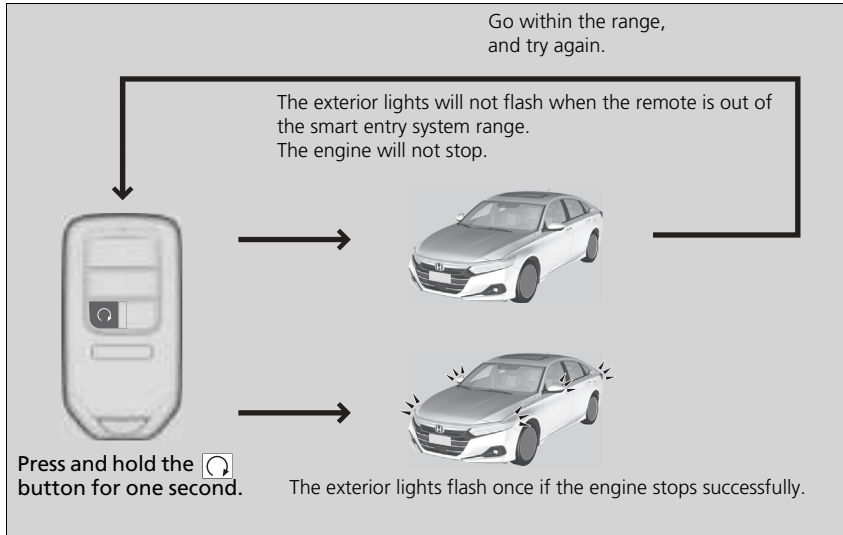 Go within the range,
and try again.
The exterior lights will not flash when the remote is out of
the smart entry system range.
The engine will not stop.
Press and hold the
button for one second.
The exterior lights flash once if the engine stops successfully.